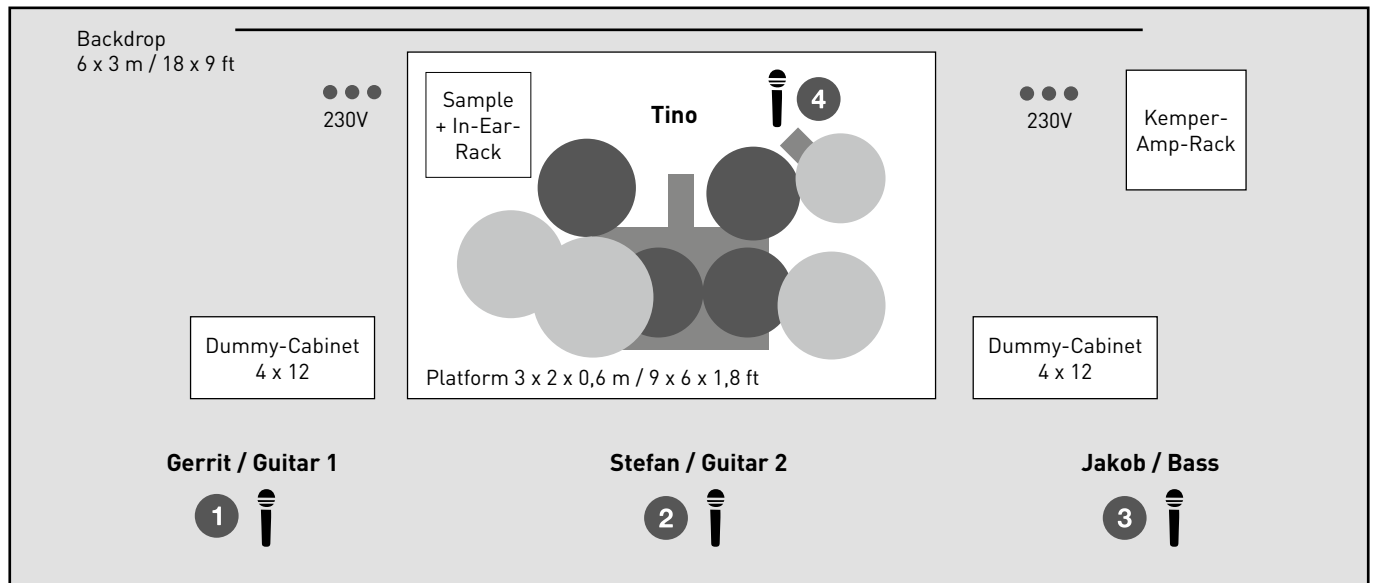 Backdrop
6 x 3 m / 18 x 9 ft
230V
Sample
+ In-Ear-
Rack
Tino
4
230V
Kemper-
Amp-Rack
Dummy-Cabinet
4 x 12
Platform 3 x 2 x 0,6 m / 9 x 6 x 1,8 ft
Dummy-Cabinet
4 x 12
Gerrit / Guitar 1
1
Stefan / Guitar 2
2
Jakob / Bass
3